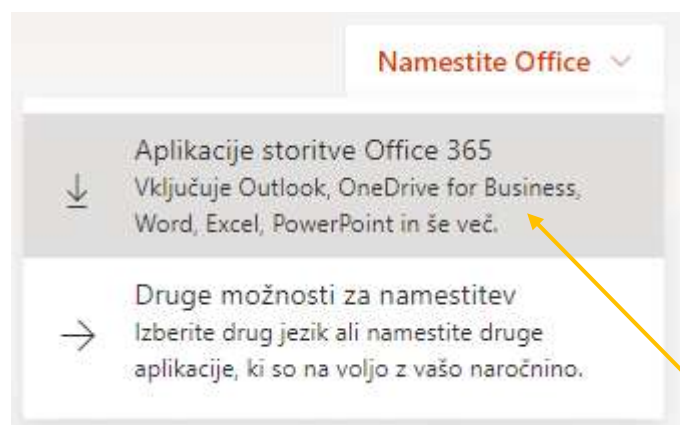 Namestite Office
Aplikacije storitve Office 365
Vključuje Outlook, OneDrive for Business,
Word, Excel, PowerPoint in še več.
Druge možnosti za namestitev
Izberite drug jezik ali namestite druge
aplikacije, ki so na voljo z vašo naročnino.